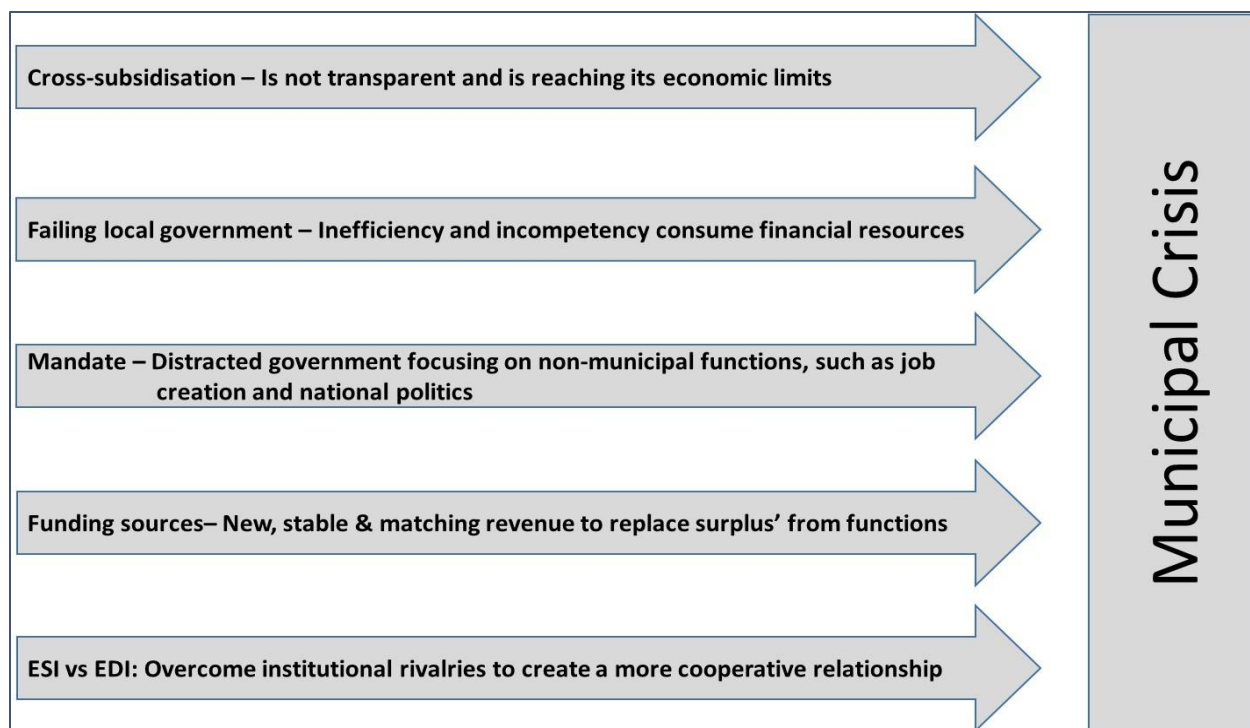 Cross-subsidisation – Is not transparent and is reaching its economic limits
Failing local government – Inefficiency and incompetency consume financial resources
Mandate – Distracted government focusing on non-municipal functions, such as job
creation and national politics
Funding sources– New, stable & matching revenue to replace surplus’ from functions
ESI vs EDI: Overcome institutional rivalries to create a more cooperative relationship
Municipal Crisis